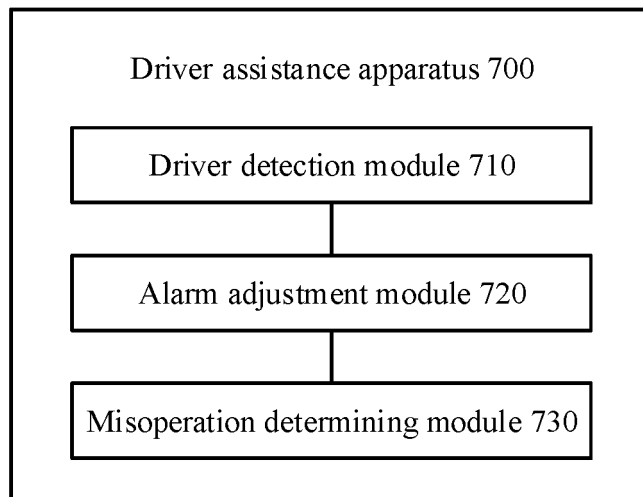 Driver assistance apparatus 700
Driver detection module 710
Alarm adjustment module 720
Misoperation determining module 730